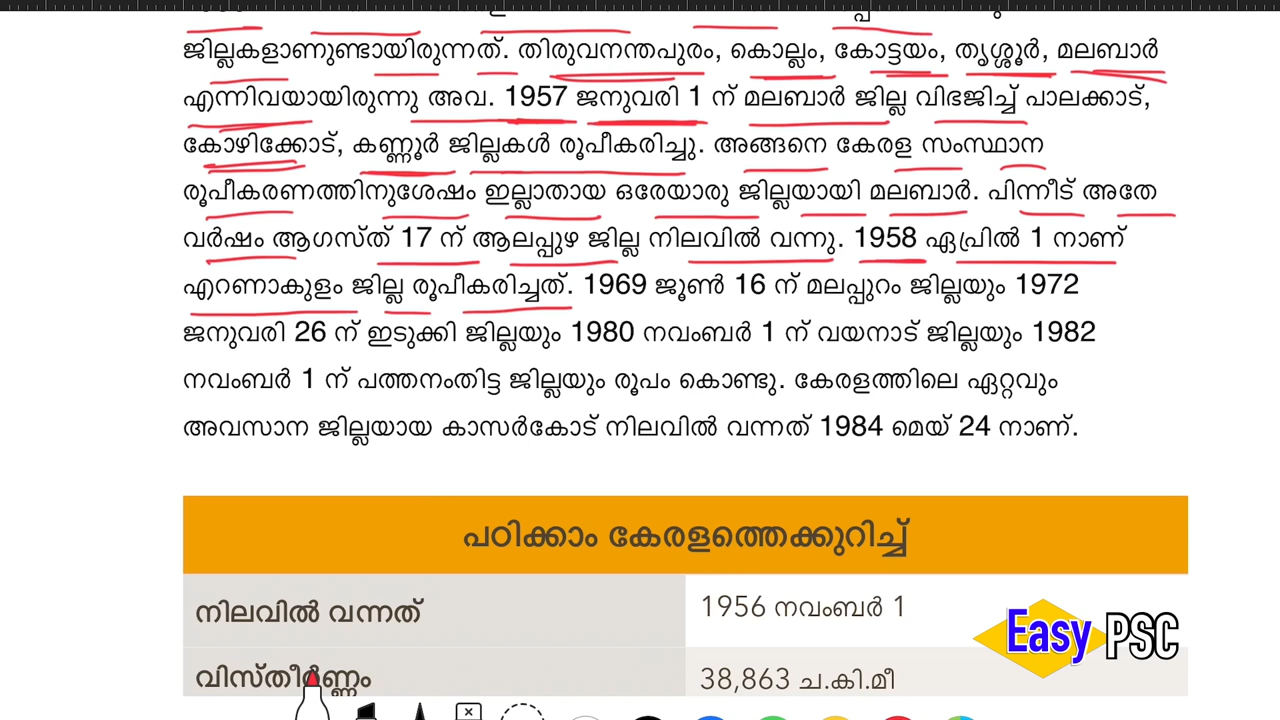 ജില്ലകളാണുണ്ടായിരുന്നത്. തിരുവനന്തപുരം, കൊല്ലം, കോട്ടയം, തൃശ്ശൂർ, മലബാർ
എന്നിവയായിരുന്നു അവ. 1957 ജനുവരി 1 ന് മലബാർ ജില്ല വിഭജിച്ച് പാലക്കാട്,
കോഴിക്കോട്, കണ്ണൂർ ജില്ലകൾ രൂപീകരിച്ചു. അങ്ങനെ കേരള സംസ്ഥാന
രൂപീകരണത്തിനുശേഷം ഇല്ലാതായ ഒരേയൊരു ജില്ലയായി മലബാർ. പിന്നീട് അതേ
വർഷം ആഗസ്ത് 17 ന് ആലപ്പുഴ ജില്ല നിലവിൽ വന്നു. 1958 ഏപ്രിൽ 1 നാണ്
എറണാകുളം ജില്ല രൂപീകരിച്ചത്. 1969 ജൂൺ 16 ന് മലപ്പുറം ജില്ലയും 1972
ജനുവരി 26 ന് ഇടുക്കി ജില്ലയും 1980 നവംബർ 1 ന് വയനാട് ജില്ലയും 1982
നവംബർ 1 ന് പത്തനംതിട്ട ജില്ലയും രൂപം കൊണ്ടു. കേരളത്തിലെ ഏറ്റവും
അവസാന ജില്ലയായ കാസർകോട് നിലവിൽ വന്നത് 1984 മെയ് 24 നാണ്.
പഠിക്കാം കേരളത്തെക്കുറിച്ച്
നിലവിൽ വന്നത് 1956 നവംബർ 1
വിസ്തീർണ്ണം 38,863 ച.കി.മീ
Easy PSC